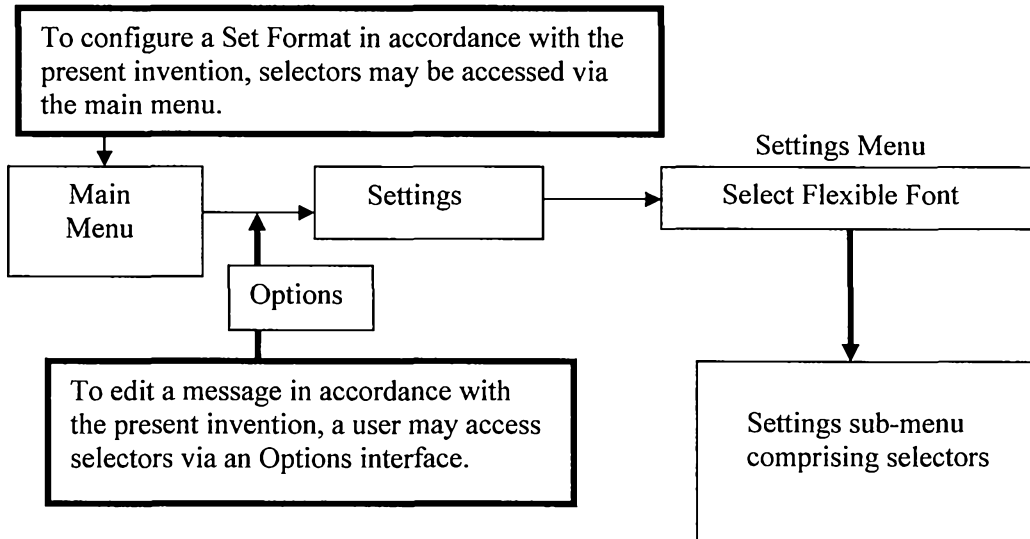 To configure a Set Format in accordance with the
present invention, selectors may be accessed via
the main menu.
Settings Menu
Main
Menu
Settings
Select Flexible Font
Options
To edit a message in accordance with
the present invention, a user may access
selectors via an Options interface.
Settings sub-menu
comprising selectors